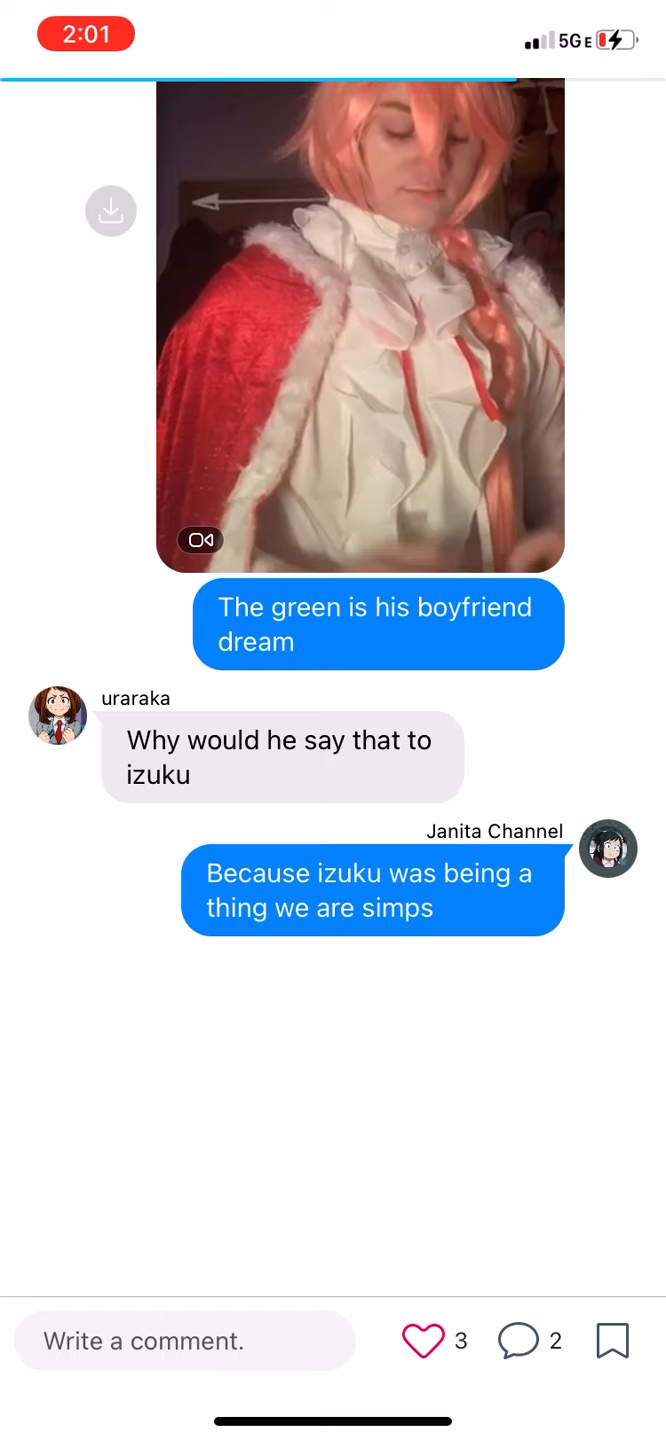 2:01
5GE
The green is his boyfriend
dream
uraraka
Why would he say that to
izuku
Janita Channel
Because izuku was being a
thing we are simps
Write a comment.
3
2